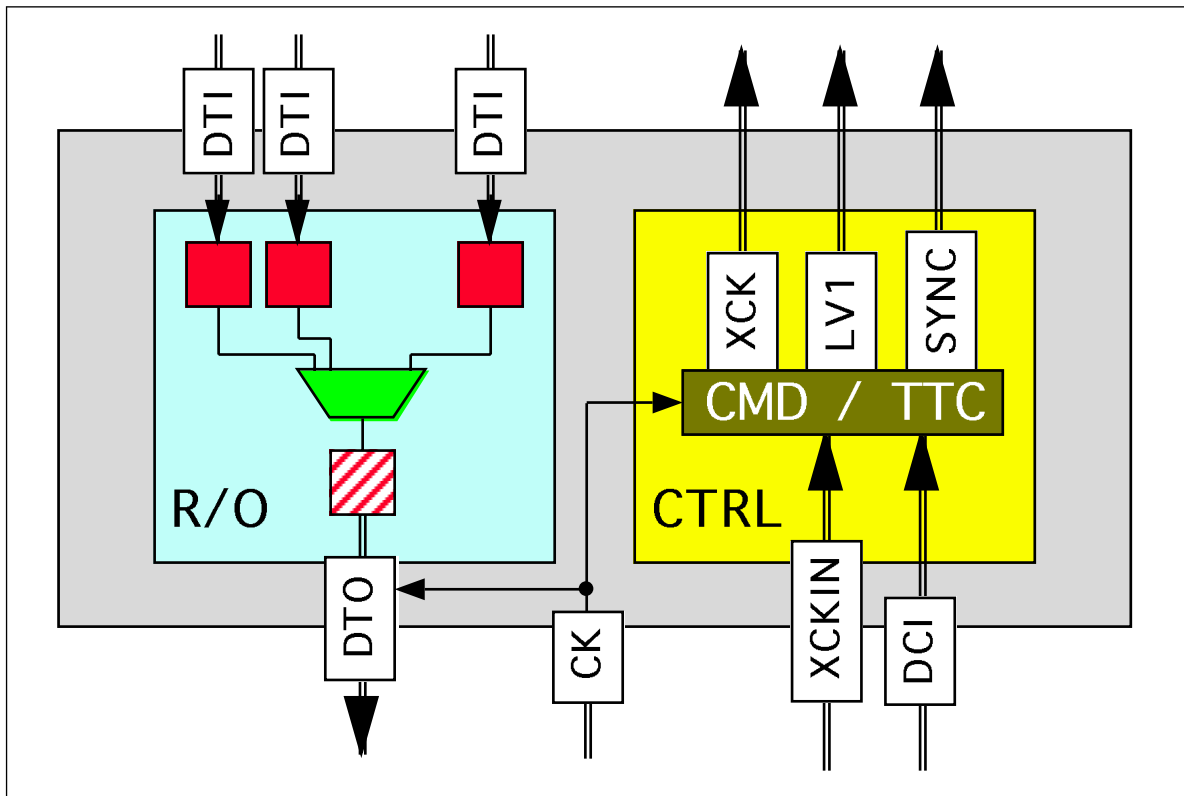 DTI
DTI
DTI
XCK
LV1
SYNC
CMD / TTC
R/O
CTRL
DTO
CK
XCKIN
DCI